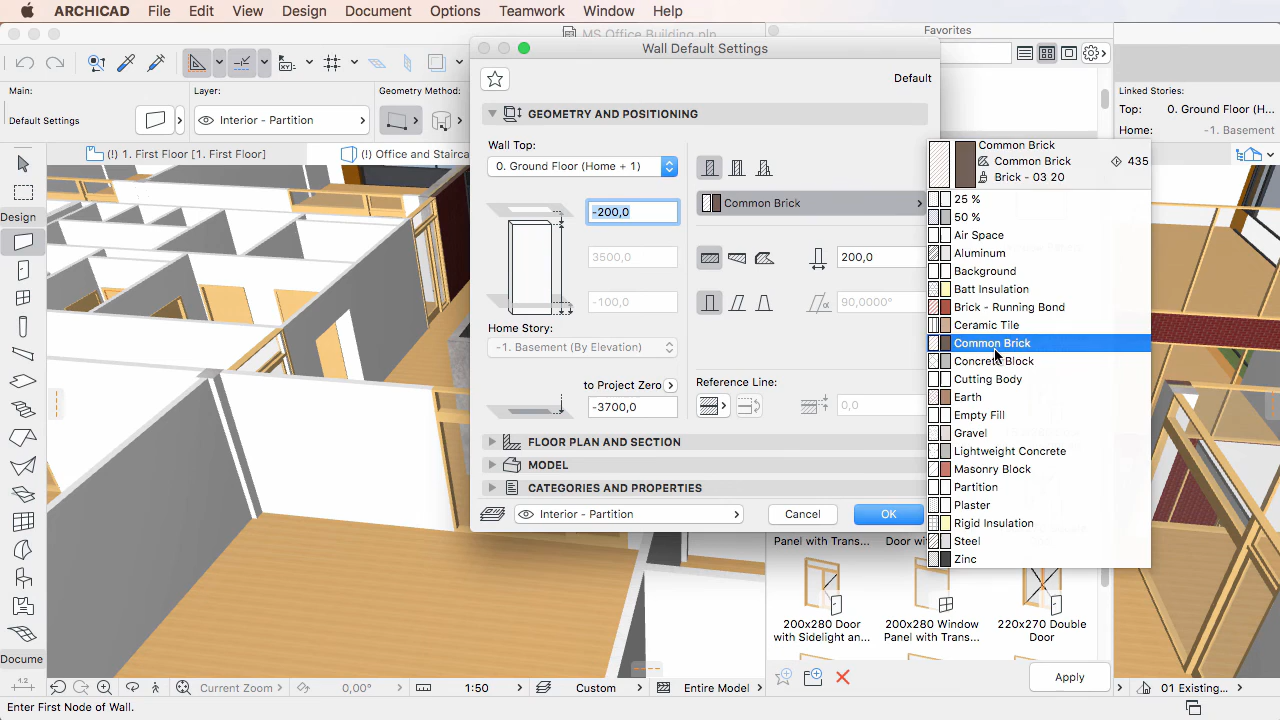 ARCHICAD File Edit View Design Document Options Teamwork Window Help
MS Office Building.pln
Favorites
Wall Default Settings
Default
Main:
Layer:
Geometry Method:
Default Settings
Interior - Partition
Linked Stories:
Top: 0. Ground Floor (H
Home: -1. Basement
(!) 1. First Floor [1. First Floor]
(!) Office and Stairca
Design
Docume
GEOMETRY AND POSITIONING
Wall Top:
0. Ground Floor (Home + 1)
-200,0
3500,0
-100,0
Home Story:
-1. Basement (By Elevation)
to Project Zero
-3700,0
Common Brick
200,0
90,0000°
Reference Line:
0,0
FLOOR PLAN AND SECTION
MODEL
CATEGORIES AND PROPERTIES
Interior - Partition
Cancel
OK
Common Brick
Common Brick
435
Brick - 03 20
25 %
50 %
Air Space
Aluminum
Background
Batt Insulation
Brick - Running Bond
Ceramic Tile
Common Brick
Concrete Block
Cutting Body
Earth
Empty Fill
Gravel
Lightweight Concrete
Masonry Block
Partition
Plaster
Rigid Insulation
Steel
Zinc
Panel with Trans...
Door wi
200x280 Door
with Sidelight an...
200x280 Window
Panel with Trans...
220x270 Double
Door
Apply
1,2
Current Zoom
0,00°
1:50
Custom
Entire Model
01 Existing...
Enter First Node of Wall.